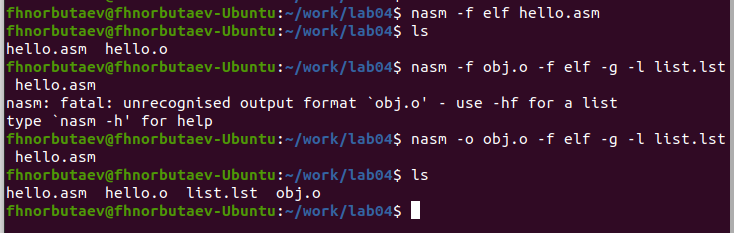 fhnorbutaev@fhnorbutaev-Ubuntu:~/work/lab04$ nasm -f elf hello.asm
fhnorbutaev@fhnorbutaev-Ubuntu:~/work/lab04$ ls
hello.asm  hello.o
fhnorbutaev@fhnorbutaev-Ubuntu:~/work/lab04$ nasm -f obj.o -f elf -g -l list.lst
 hello.asm
nasm: fatal: unrecognised output format `obj.o' - use -hf for a list
type `nasm -h' for help
fhnorbutaev@fhnorbutaev-Ubuntu:~/work/lab04$ nasm -o obj.o -f elf -g -l list.lst
 hello.asm
fhnorbutaev@fhnorbutaev-Ubuntu:~/work/lab04$ ls
hello.asm  hello.o  list.lst  obj.o
fhnorbutaev@fhnorbutaev-Ubuntu:~/work/lab04$